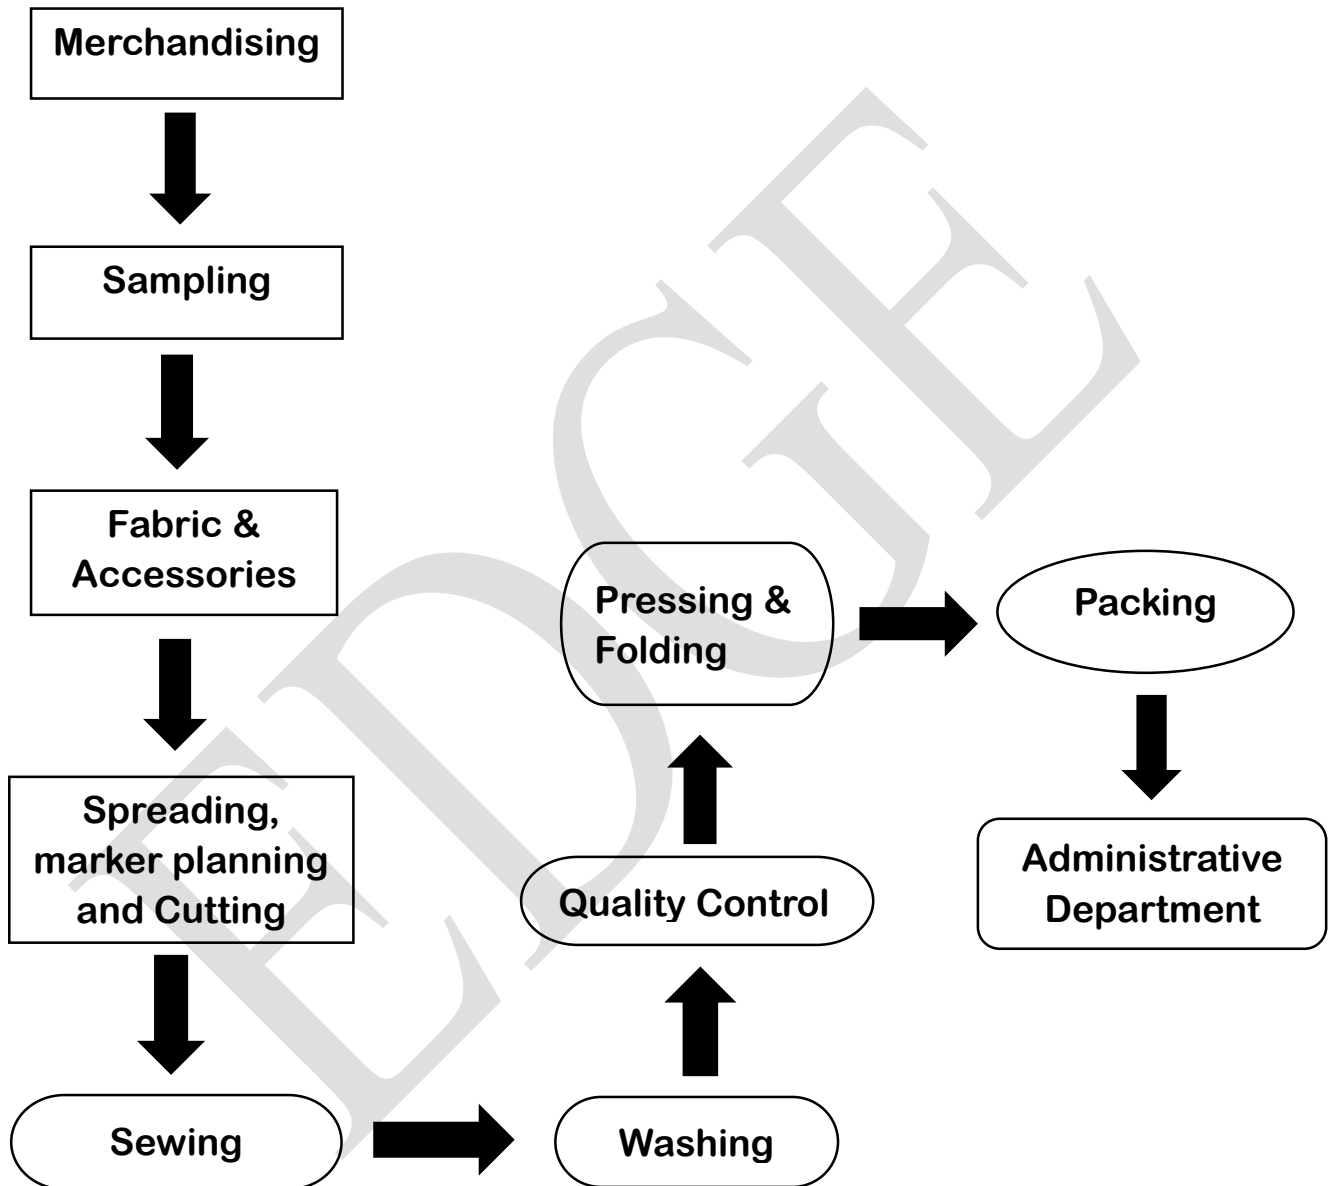 Merchandising
Sampling
Fabric &
Accessories
Spreading,
marker planning
and Cutting
Sewing
Washing
Quality Control
Pressing &
Folding
Packing
Administrative
Department
EDGE